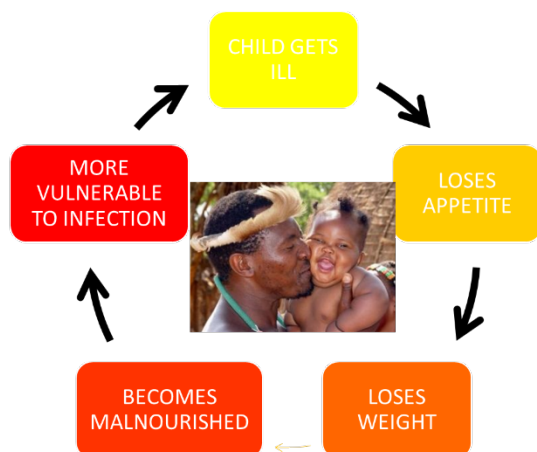 CHILD GETS
ILL
LOSES
APPETITE
LOSES
WEIGHT
BECOMES
MALNOURISHED
MORE
VULNERABLE
TO INFECTION